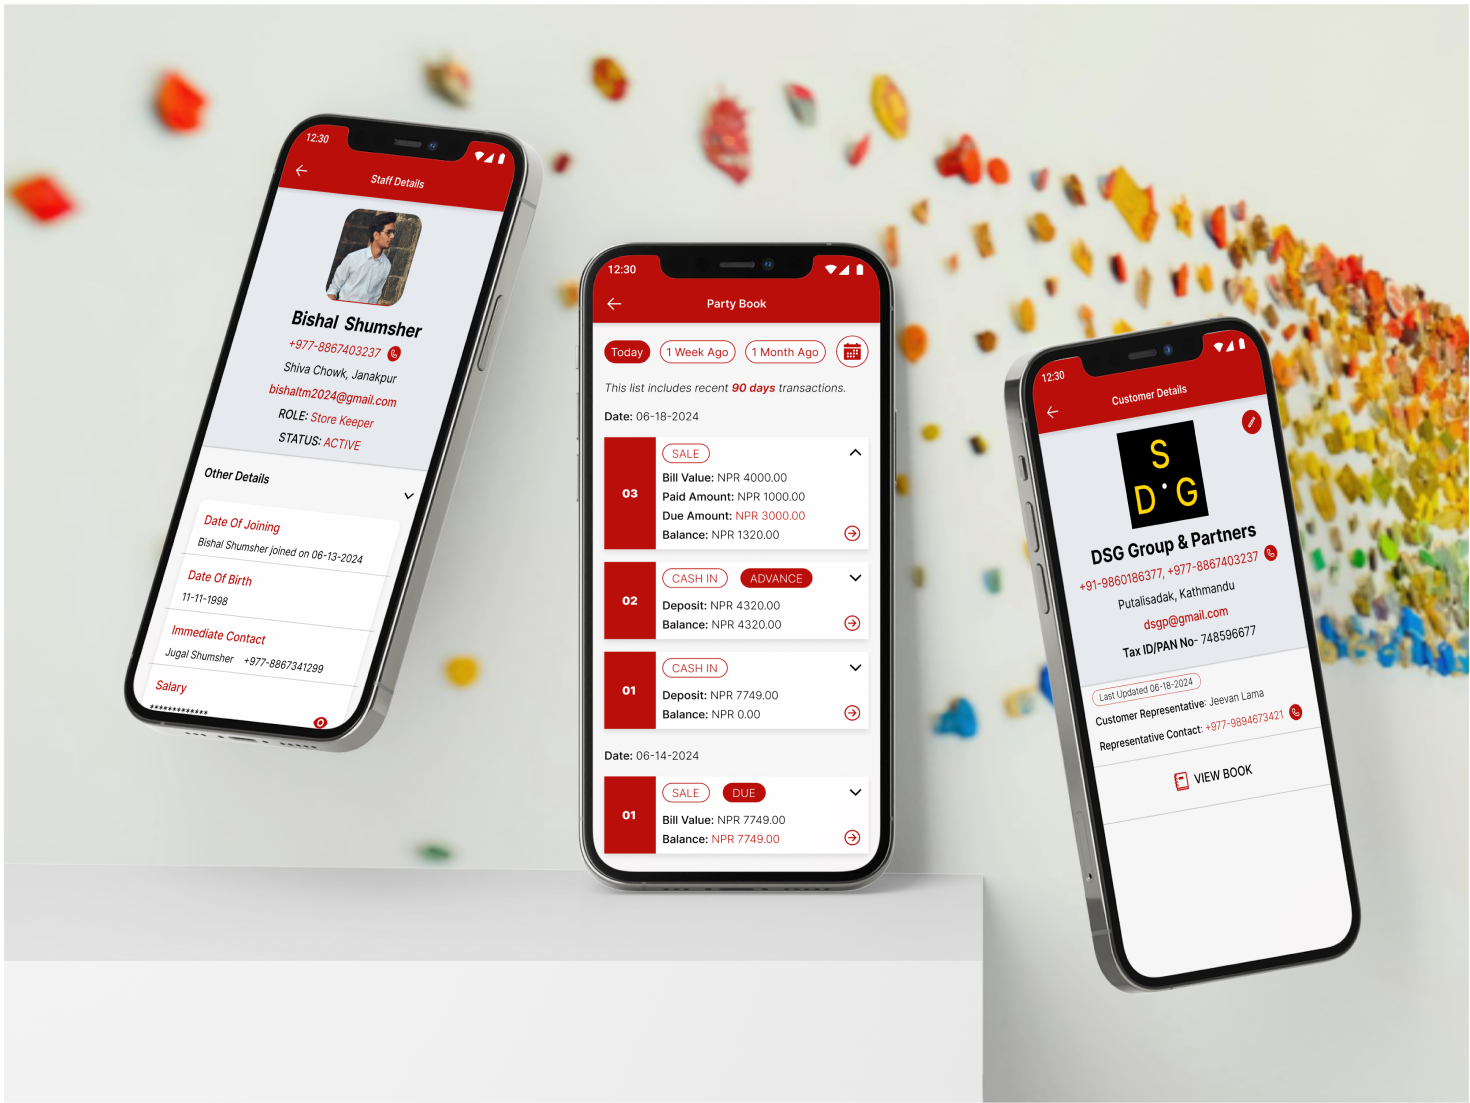 12:30
Staff Details
Bishal Shumsher
+977-8867403237
Shiva Chowk, Janakpur
bishaltm2024@gmail.com
ROLE: Store Keeper
STATUS: ACTIVE
Other Details
Date Of Joining
Bishal Shumsher joined on 06-13-2024
Date Of Birth
11-11-1998
Immediate Contact
Jugal Shumsher +977-8867341299
Salary
*************
12:30
Party Book
Today
1 Week Ago
1 Month Ago
This list includes recent 90 days transactions.
Date: 06-18-2024
03
SALE
Bill Value: NPR 4000.00
Paid Amount: NPR 1000.00
Due Amount: NPR 3000.00
Balance: NPR 1320.00
02
CASH IN ADVANCE
Deposit: NPR 4320.00
Balance: NPR 4320.00
01
CASH IN
Deposit: NPR 7749.00
Balance: NPR 0.00
Date: 06-14-2024
01
SALE DUE
Bill Value: NPR 7749.00
Balance: NPR 7749.00
12:30
Customer Details
S
D G
DSG Group & Partners
+91-9860186377, +977-8867403237
Putalisadak, Kathmandu
dsgp@gmail.com
Tax ID/PAN No- 748596677
Last Updated 06-18-2024
Customer Representative: Jeevan Lama
Representative Contact: +977-9894673421
VIEW BOOK